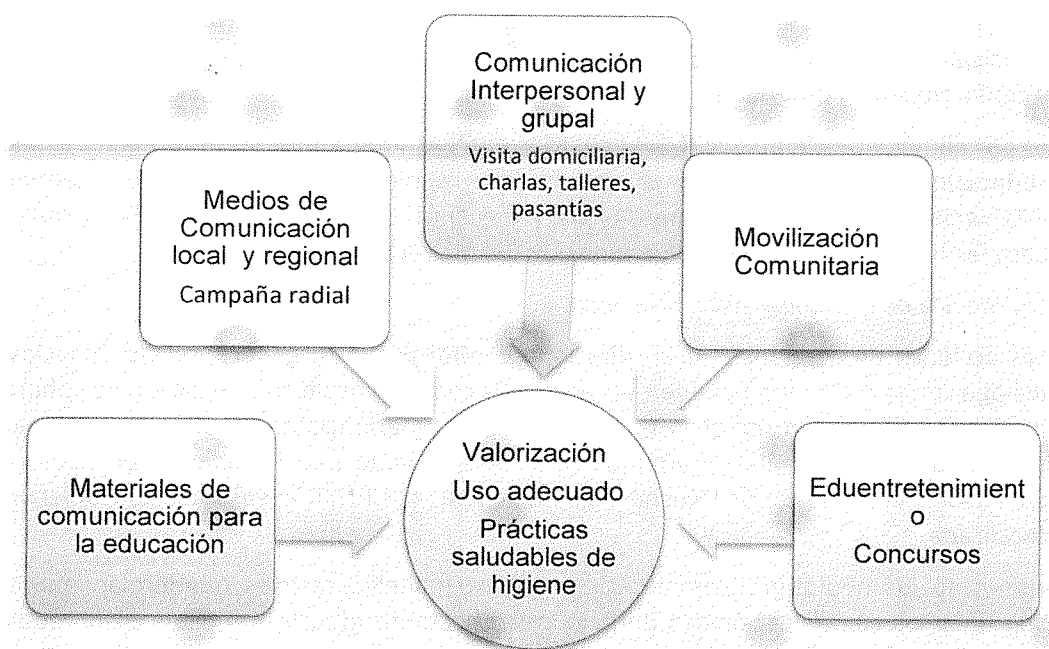 Comunicación
Interpersonal y
grupal
Visita domiciliaria,
charlas, talleres,
pasantías
Medios de
Comunicación
local y regional
Campaña radial
Movilización
Comunitaria
Materiales de
comunicación para
la educación
Valorización
Uso adecuado
Prácticas
saludables de
higiene
Eduentretenimient
o
Concursos